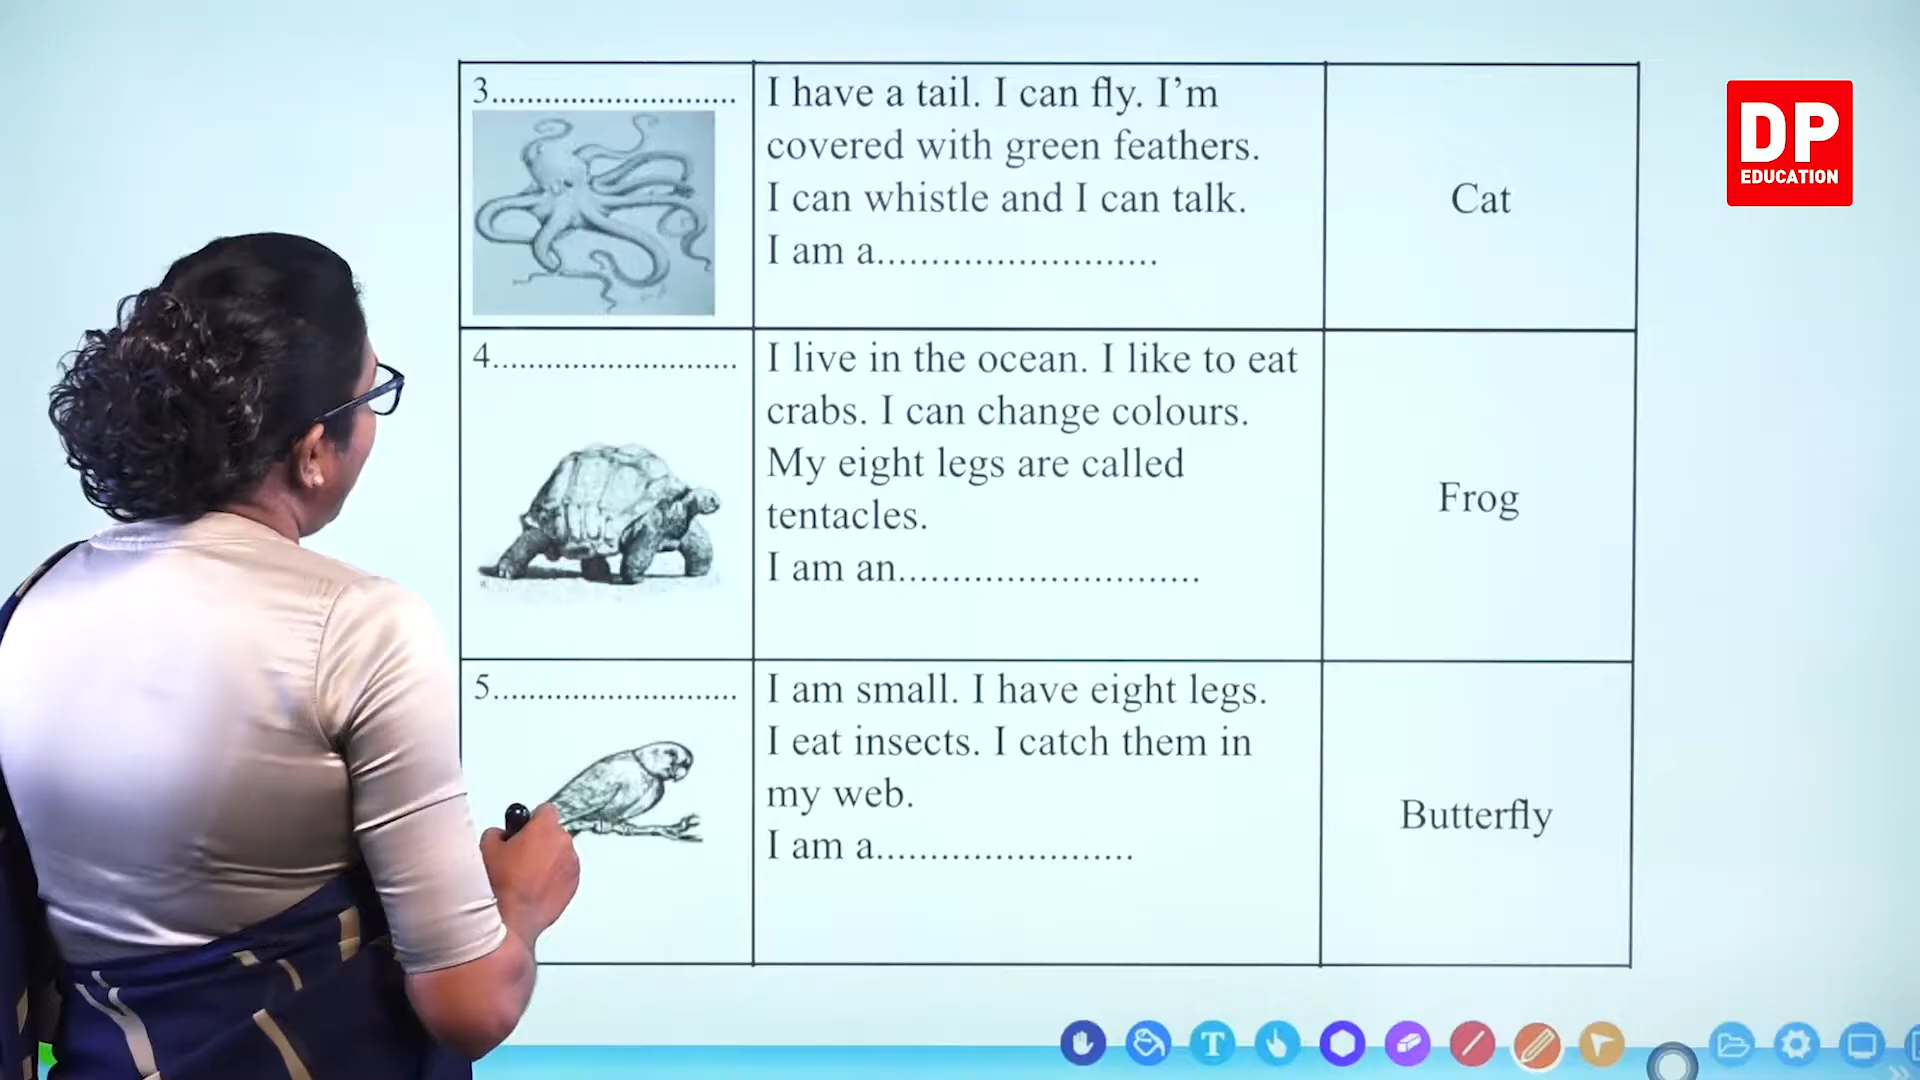 3............................
I have a tail. I can fly. I’m
covered with green feathers.
I can whistle and I can talk.
I am a..........................
Cat
4............................
I live in the ocean. I like to eat
crabs. I can change colours.
My eight legs are called
tentacles.
I am an............................
Frog
5............................
I am small. I have eight legs.
I eat insects. I catch them in
my web.
I am a........................
Butterfly
DP
EDUCATION
T